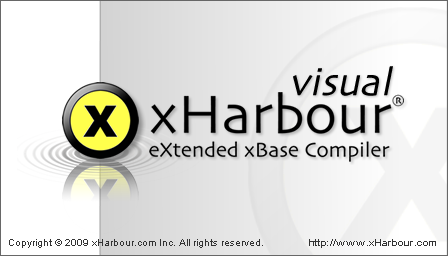 visual
xHarbour®
eXtended xBase Compiler
X
Copyright © 2009 xHarbour.com Inc. All rights reserved.
http://www.xHarbour.com